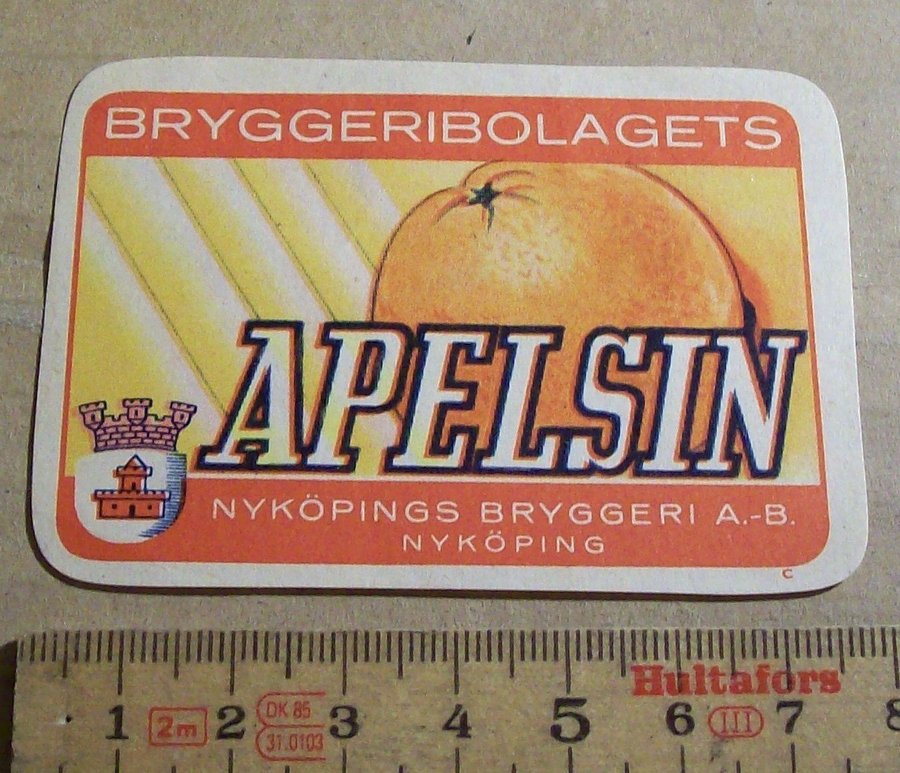 BRYGGERIBOLAGETS
APELSIN
NYKÖPINGS BRYGGERI A.-B.
NYKÖPING
C
Hultafors
1 2m 2 DK 85 3 4 5 6 III 7 8
31.0103